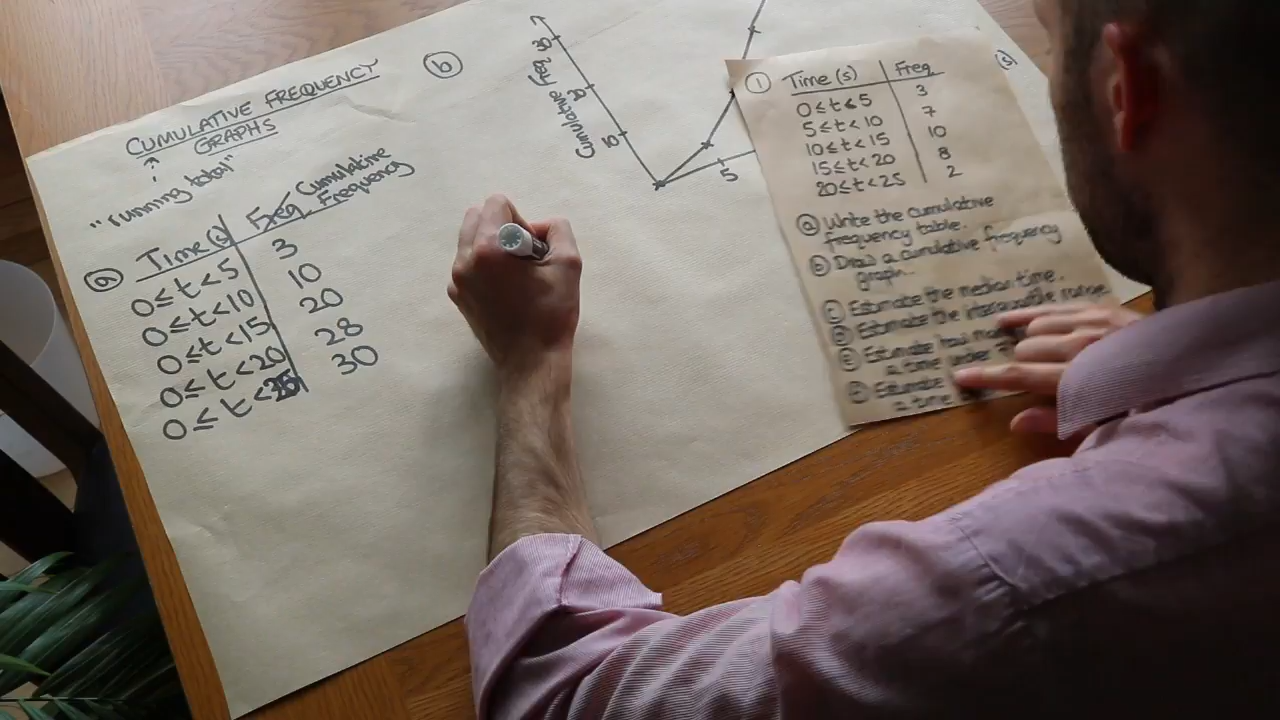 CUMULATIVE FREQUENCY
GRAPHS
"running total"
ⓐ
Time (s) Freq. Cumulative Frequency
0 ≤ t < 5 3
0 ≤ t < 10 10
0 ≤ t < 15 20
0 ≤ t < 20 28
0 ≤ t < 25 30
ⓑ
Cumulative Freq
30
20
10
5
(s)
① Time (s) Freq
0 ≤ t ≤ 5 3
5 ≤ t < 10 7
10 ≤ t < 15 10
15 ≤ t < 20 8
20 ≤ t < 25 2
ⓐ Write the cumulative
frequency table.
ⓑ Draw a cumulative frequency
graph.
ⓒ Estimate the median time.
ⓓ Estimate the interquartile range
ⓔ Estimate how
a time under
ⓕ Estimate
a time